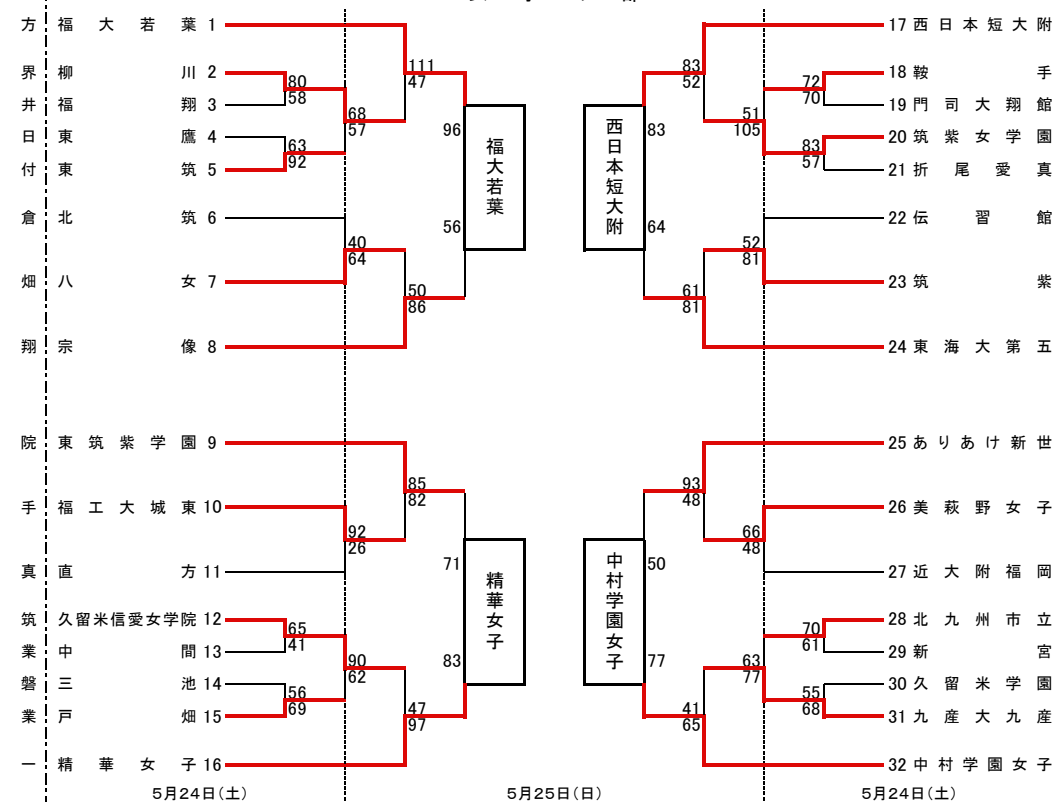 方 福大若葉 1
界 柳川 2
井 福翔 3
日 東鷹 4
付 東筑 5
倉 北筑 6
畑 八女 7
翔 宗像 8
80
58
63
92
68
57
40
64
111
47
50
86
96
56
福大若葉
院 東筑紫学園 9
手 福工大城東 10
真 直方 11
筑 久留米信愛女学院 12
業 中間 13
磐 三池 14
業 戸畑 15
一 精華女子 16
65
41
56
69
92
26
90
62
85
82
47
97
71
83
精華女子
17 西日本短大附
18 鞍手
19 門司大翔館
20 筑紫女学園
21 折尾愛真
22 伝習館
23 筑紫
24 東海大第五
72
70
83
57
51
105
52
81
83
52
61
81
83
64
西日本短大附
25 ありあけ新世
26 美萩野女子
27 近大附福岡
28 北九州市立
29 新宮
30 久留米学園
31 九産大九産
32 中村学園女子
70
61
55
68
66
48
63
77
93
48
41
65
50
77
中村学園女子
5月24日(土)
5月25日(日)
5月24日(土)